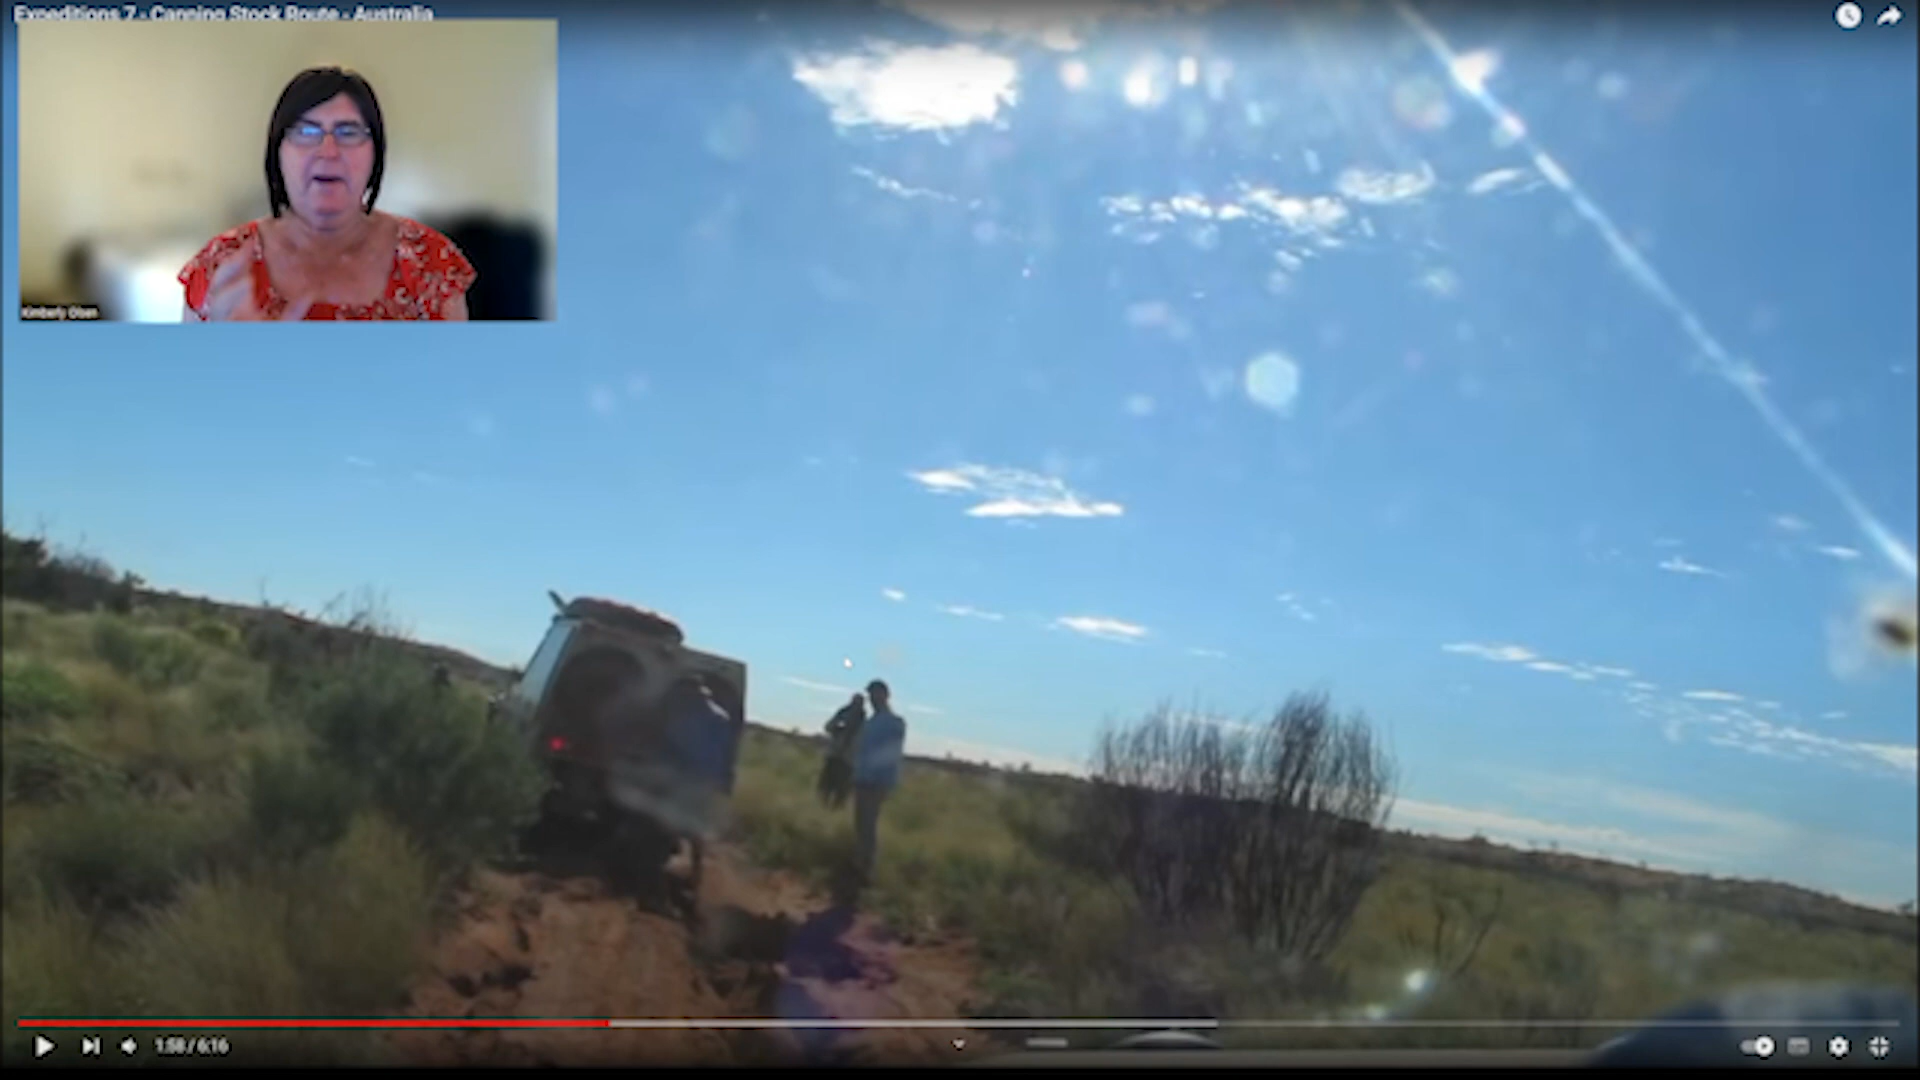 Expeditions 7 - Canning Stock Route - Australia
Kimberly Olsen
1:58 / 6:16